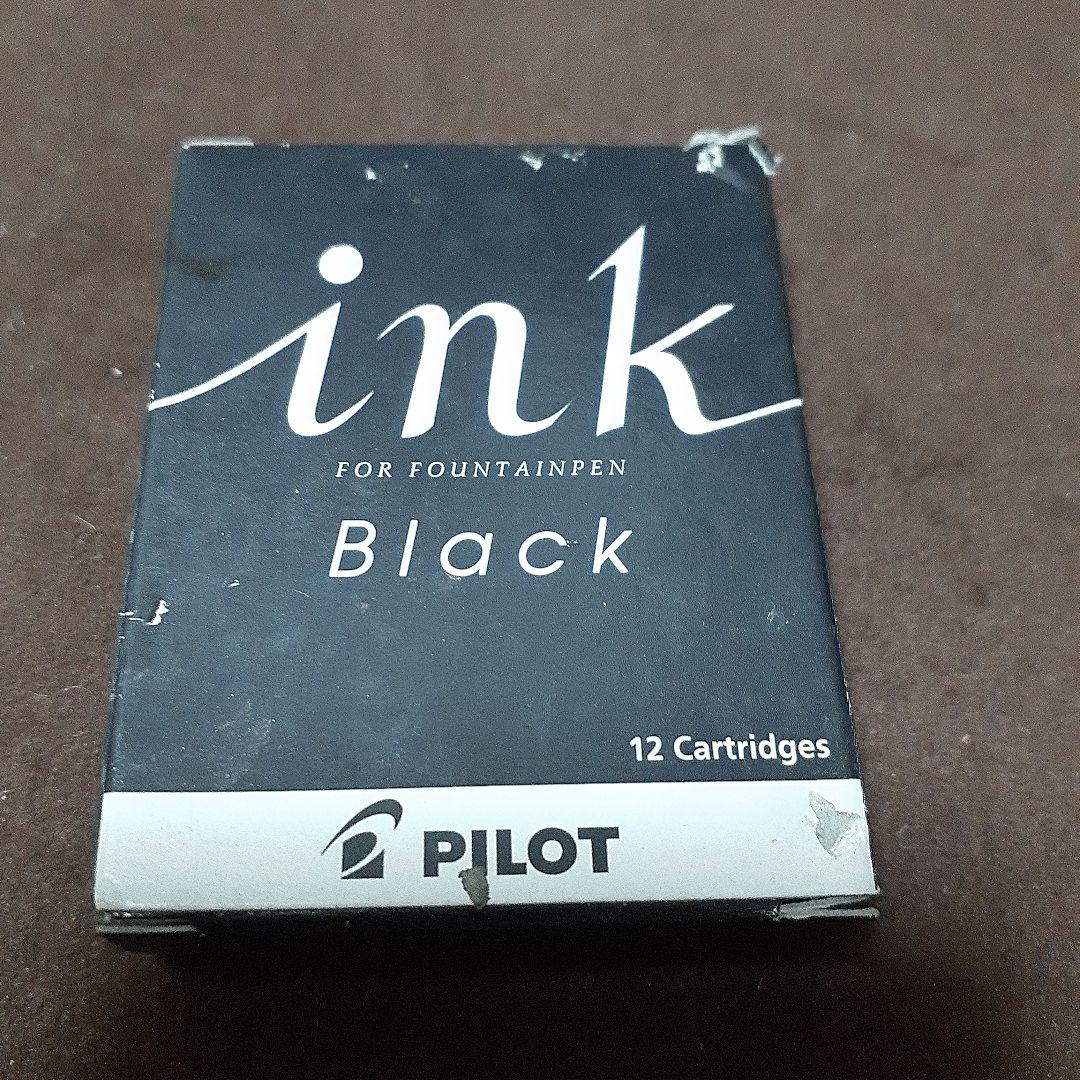 ink
FOR FOUNTAINPEN
Black
12 Cartridges
PILOT